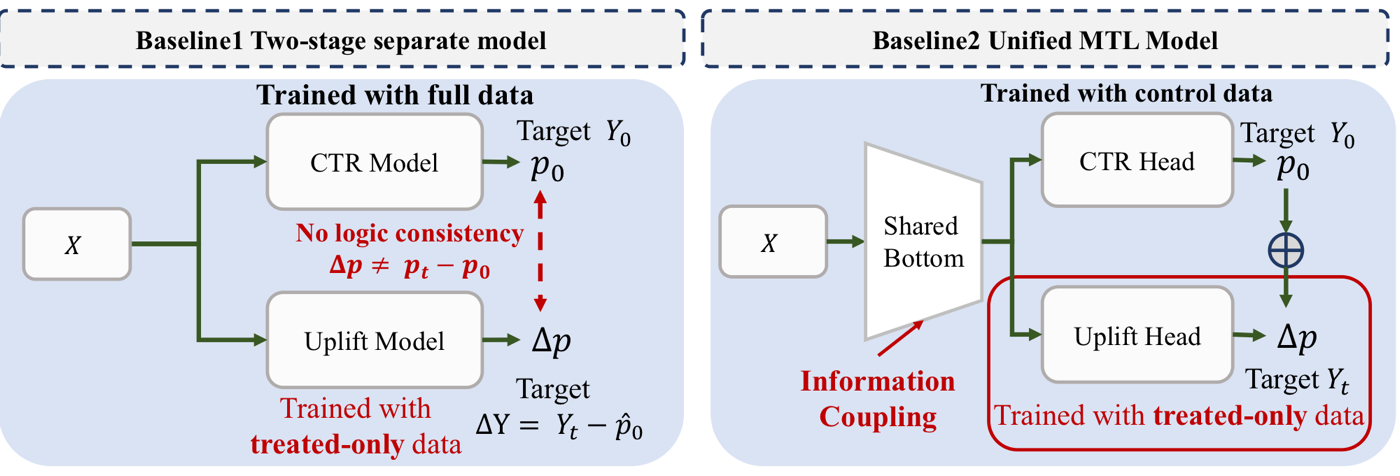 Baseline1 Two-stage separate model
Trained with full data
X
CTR Model
Target Y₀
p₀
No logic consistency
Δp ≠ pₜ − p₀
Uplift Model
Δp
Trained with
treated-only data
Target
ΔY = Yₜ − p̂₀
Baseline2 Unified MTL Model
Trained with control data
X
Shared
Bottom
CTR Head
Target Y₀
p₀
Information
Coupling
Uplift Head
Δp
Target Yₜ
Trained with treated-only data